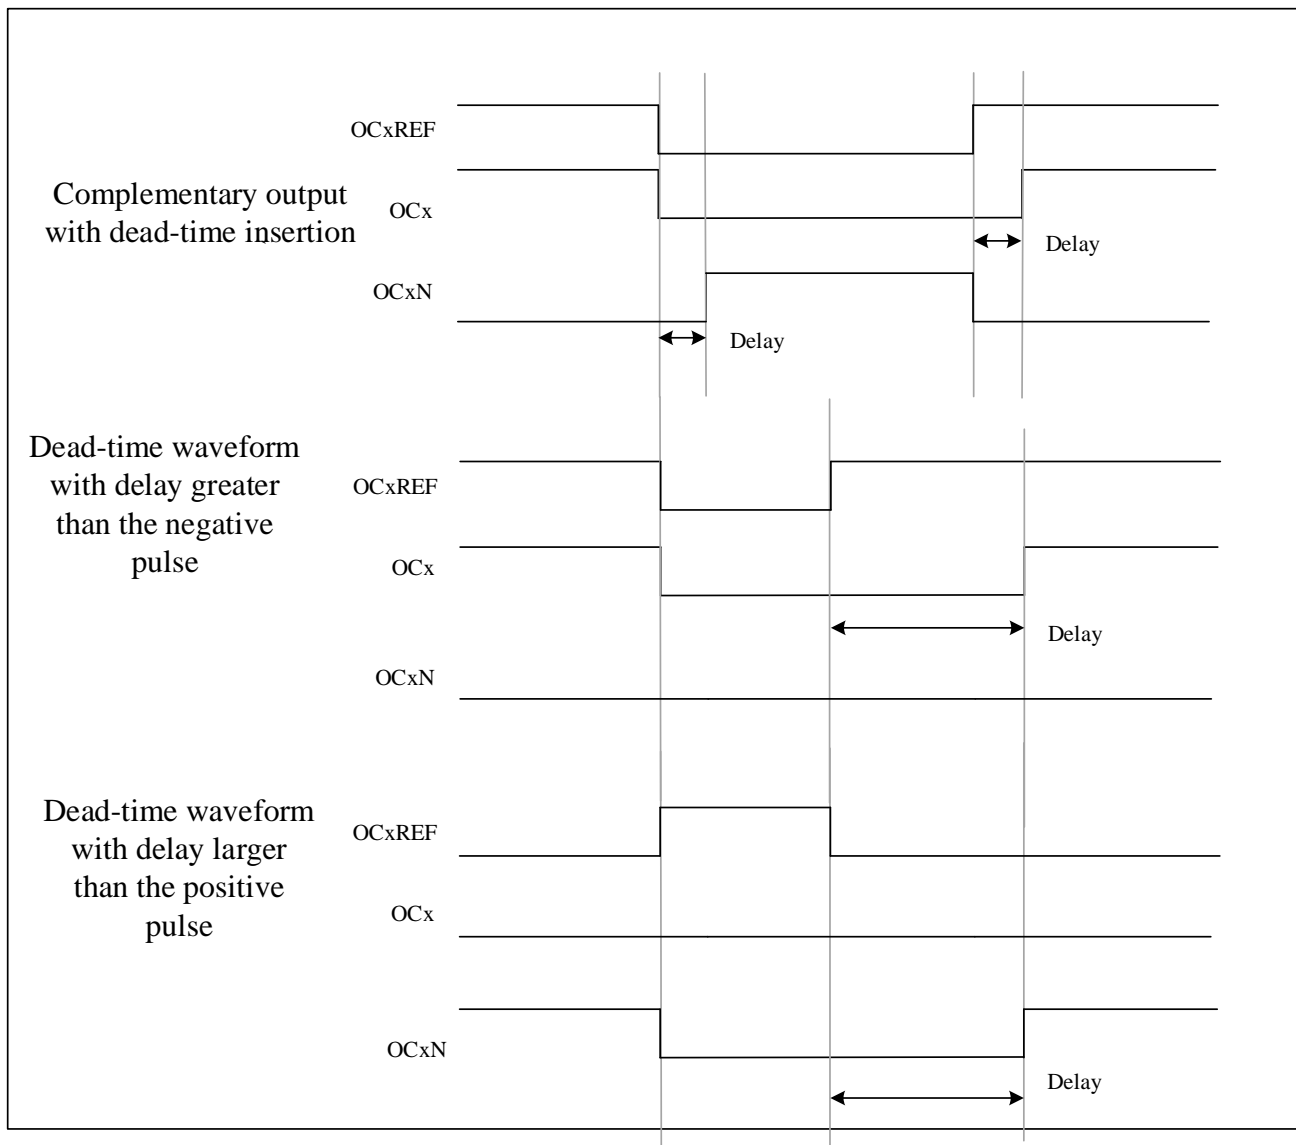 OCxREF
Complementary output
with dead-time insertion
OCx
Delay
OCxN
Delay
Dead-time waveform
with delay greater
than the negative
pulse
OCxREF
OCx
Delay
OCxN
Dead-time waveform
with delay larger
than the positive
pulse
OCxREF
OCx
OCxN
Delay